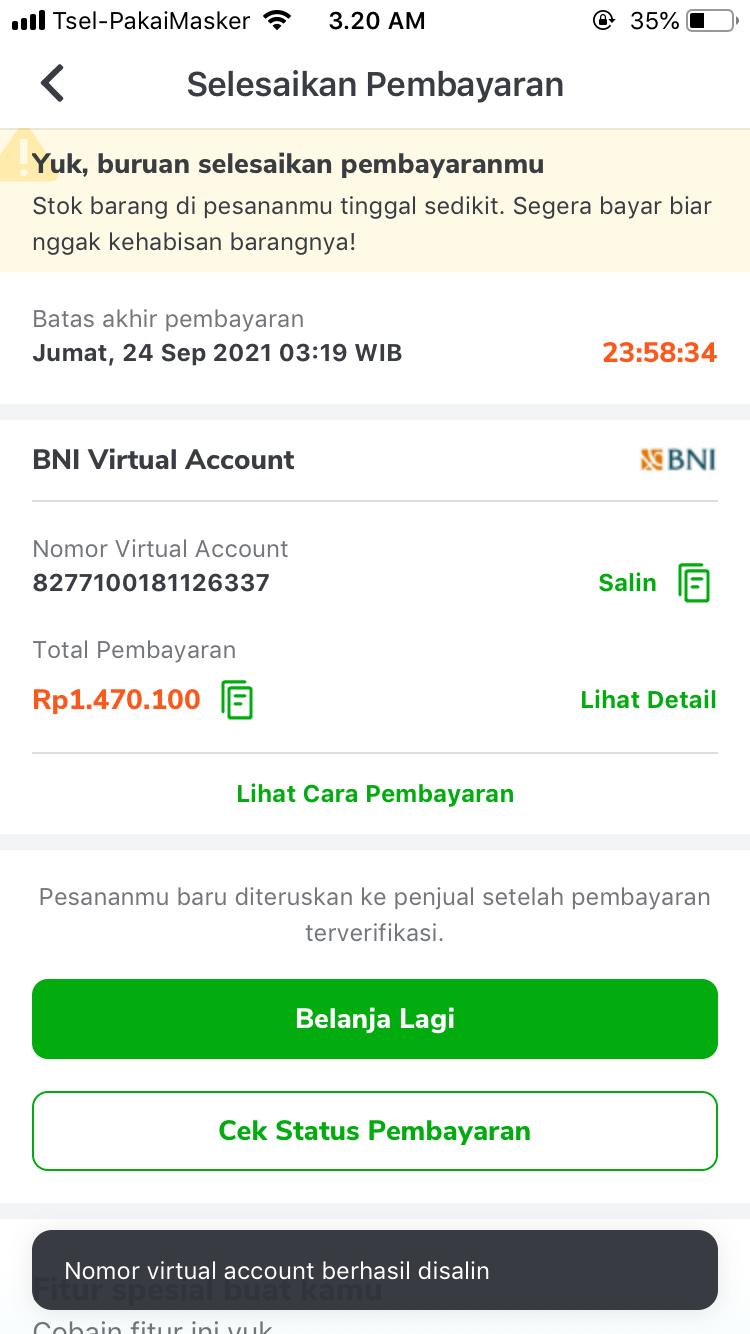 Tsel-PakaiMasker 3.20 AM 35%
Selesaikan Pembayaran
Yuk, buruan selesaikan pembayaranmu
Stok barang di pesananmu tinggal sedikit. Segera bayar biar
nggak kehabisan barangnya!
Batas akhir pembayaran
Jumat, 24 Sep 2021 03:19 WIB 23:58:34
BNI Virtual Account BNI
Nomor Virtual Account
8277100181126337 Salin
Total Pembayaran
Rp1.470.100 Lihat Detail
Lihat Cara Pembayaran
Pesananmu baru diteruskan ke penjual setelah pembayaran
terverifikasi.
Belanja Lagi
Cek Status Pembayaran
Nomor virtual account berhasil disalin
Fitur spesial buat kamu
Cobain fitur ini yuk